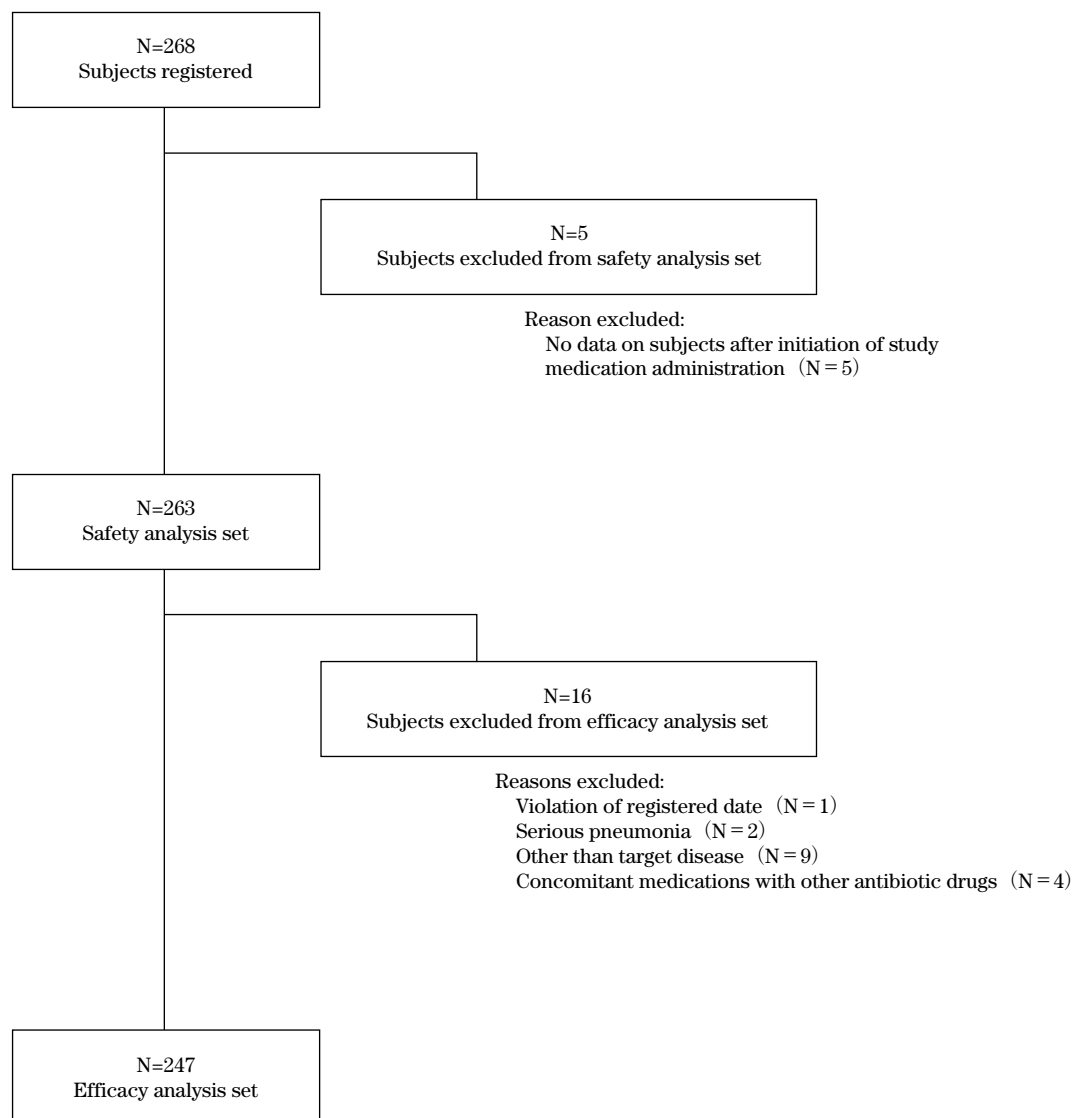 N=268
Subjects registered
N=5
Subjects excluded from safety analysis set
Reason excluded:
No data on subjects after initiation of study
medication administration (N=5)
N=263
Safety analysis set
N=16
Subjects excluded from efficacy analysis set
Reasons excluded:
Violation of registered date (N=1)
Serious pneumonia (N=2)
Other than target disease (N=9)
Concomitant medications with other antibiotic drugs (N=4)
N=247
Efficacy analysis set